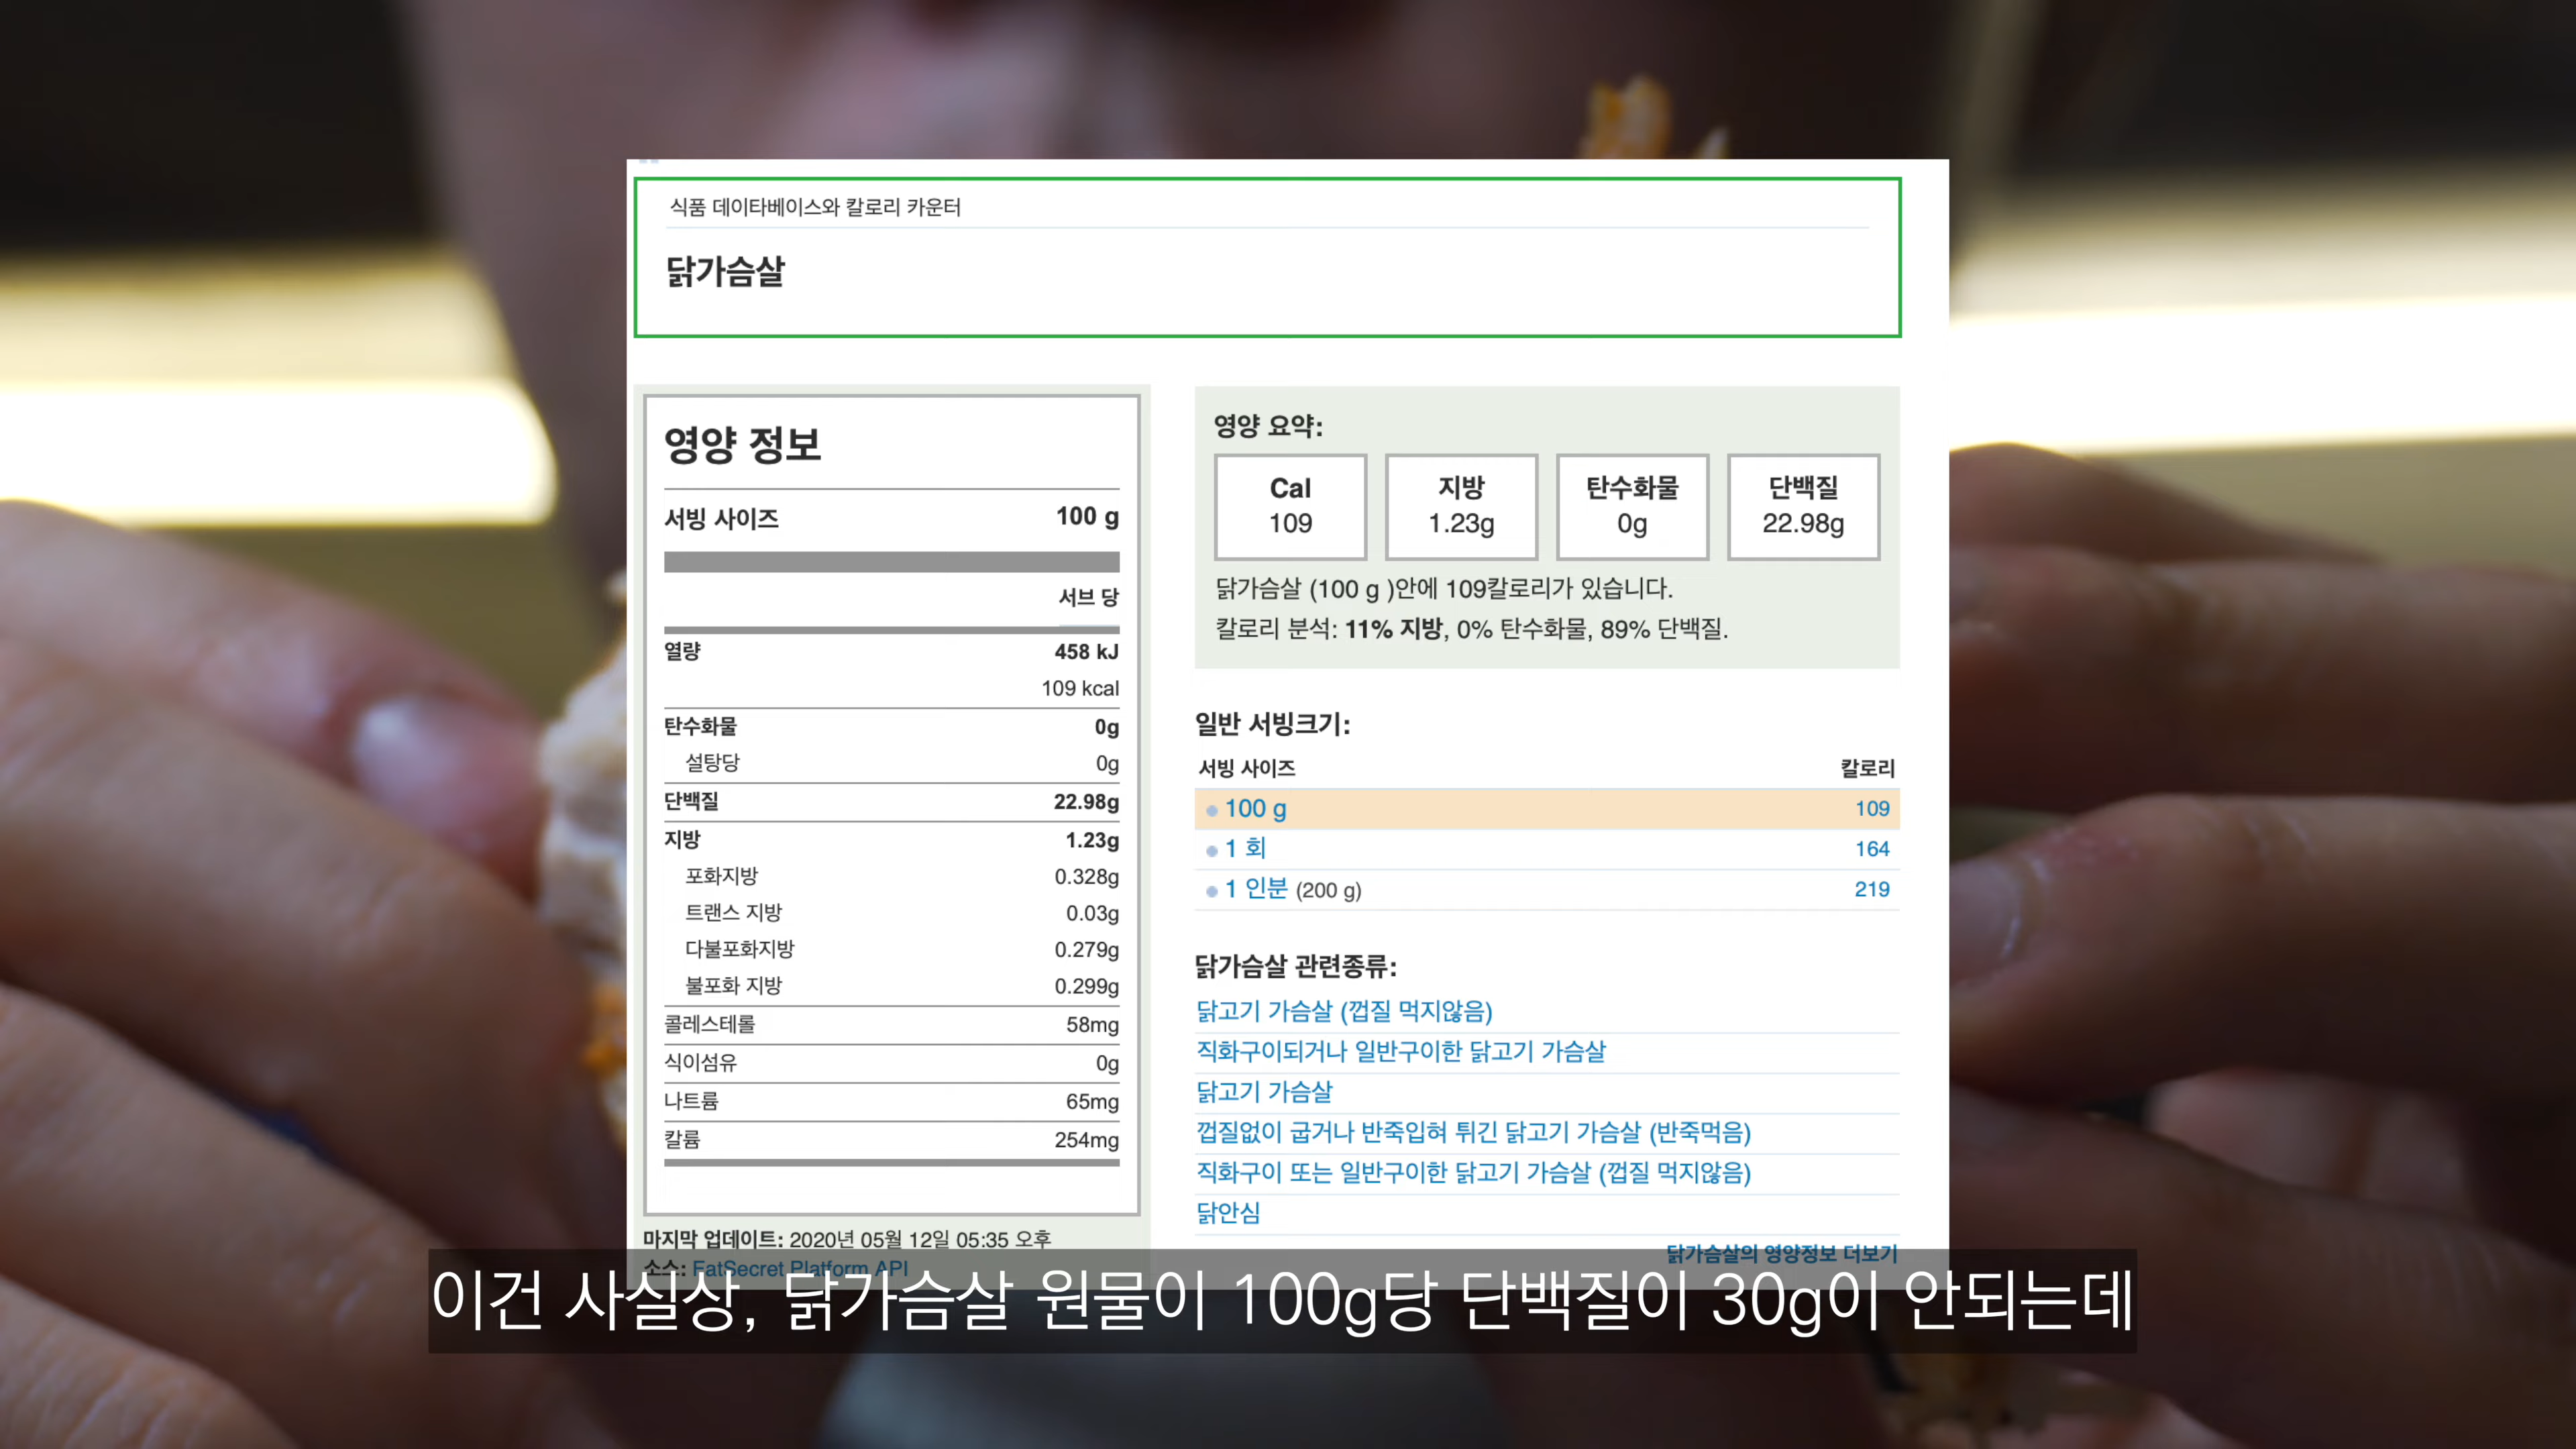 식품 데이타베이스와 칼로리 카운터
닭가슴살
영양 정보
서빙 사이즈 100 g
서브 당
열량 458 kJ
109 kcal
탄수화물 0g
설탕당 0g
단백질 22.98g
지방 1.23g
포화지방 0.328g
트랜스 지방 0.03g
다불포화지방 0.279g
불포화 지방 0.299g
콜레스테롤 58mg
식이섬유 0g
나트륨 65mg
칼륨 254mg
마지막 업데이트: 2020년 05월 12일 05:35 오후
소스: FatSecret Platform API
영양 요약:
Cal 지방 탄수화물 단백질
109 1.23g 0g 22.98g
닭가슴살 (100 g )안에 109칼로리가 있습니다.
칼로리 분석: 11% 지방, 0% 탄수화물, 89% 단백질.
일반 서빙크기:
서빙 사이즈 칼로리
100 g 109
1 회 164
1 인분 (200 g) 219
닭가슴살 관련종류:
닭고기 가슴살 (껍질 먹지않음)
직화구이되거나 일반구이한 닭고기 가슴살
닭고기 가슴살
껍질없이 굽거나 반죽입혀 튀긴 닭고기 가슴살 (반죽먹음)
직화구이 또는 일반구이한 닭고기 가슴살 (껍질 먹지않음)
닭안심
닭가슴살의 영양정보 더보기
이건 사실상, 닭가슴살 원물이 100g당 단백질이 30g이 안되는데